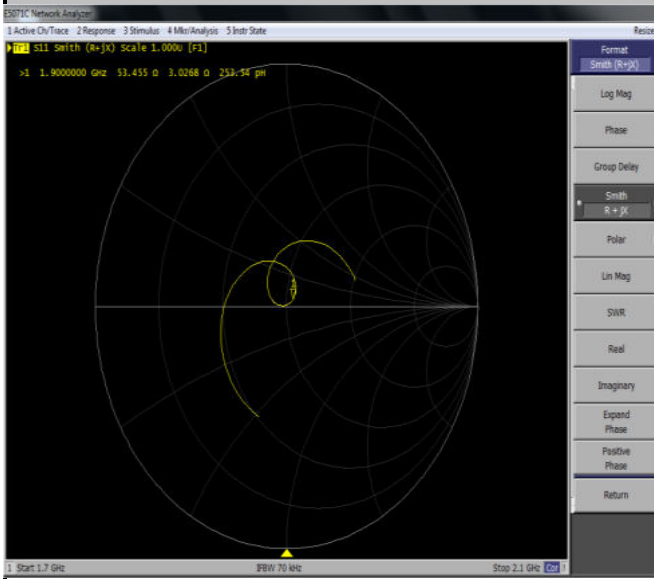 E5071C Network Analyzer
1 Active Ch/Trace 2 Response 3 Stimulus 4 Mkr/Analysis 5 Instr State
Resize
Tr1 S11 Smith (R+jX) Scale 1.000U [F1]
>1 1.9000000 GHz 53.455 Ω 3.0268 Ω 253.54 pH
Format
Smith (R+jX)
Log Mag
Phase
Group Delay
Smith
R + jX
Polar
Lin Mag
SWR
Real
Imaginary
Expand
Phase
Positive
Phase
Return
1 Start 1.7 GHz
IFBW 70 kHz
Stop 2.1 GHz Cor !